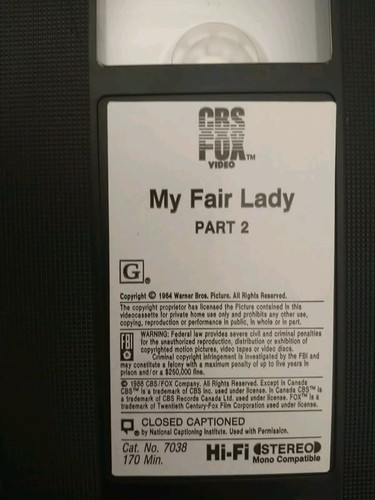 CBS
FOX™
VIDEO
My Fair Lady
PART 2
G®
Copyright © 1964 Warner Bros. Picture. All Rights Reserved.
The copyright proprietor has licensed the Picture contained in this
videocassette for private home use only and prohibits any other use,
copying, reproduction or performance in public, in whole or in part.
FBI
WARNING: Federal law provides severe civil and criminal penalties
for the unauthorized reproduction, distribution or exhibition of
copyrighted motion pictures, video tapes or video discs.
Criminal copyright infringement is investigated by the FBI and
may constitute a felony with a maximum penalty of up to five years in
prison and/or a $250,000 fine.
© 1988 CBS/FOX Company. All Rights Reserved. Except in Canada
CBS™ is a trademark of CBS Inc. used under license. In Canada CBS™ is
a trademark of CBS Records Canada Ltd. used under license. FOX™ is a
trademark of Twentieth Century-Fox Film Corporation used under license.
CLOSED CAPTIONED
® by National Captioning Institute. Used with Permission.
Cat. No. 7038
170 Min.
Hi-Fi STEREO
Mono Compatible